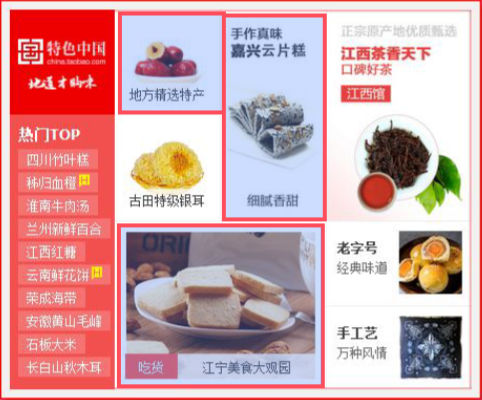 特色中国
china.taobao.com
地道才够味
热门TOP
四川竹叶糕
秭归血橙 H
淮南牛肉汤
兰州新鲜百合
江西红糖
云南鲜花饼 H
荣成海带
安徽黄山毛峰
石板大米
长白山秋木耳
地方精选特产
古田特级银耳
手作真味
嘉兴云片糕
细腻香甜
正宗原产地优质甄选
江西茶香天下
口碑好茶
江西馆
ORIC
吃货
江宁美食大观园
老字号
经典味道
手工艺
万种风情